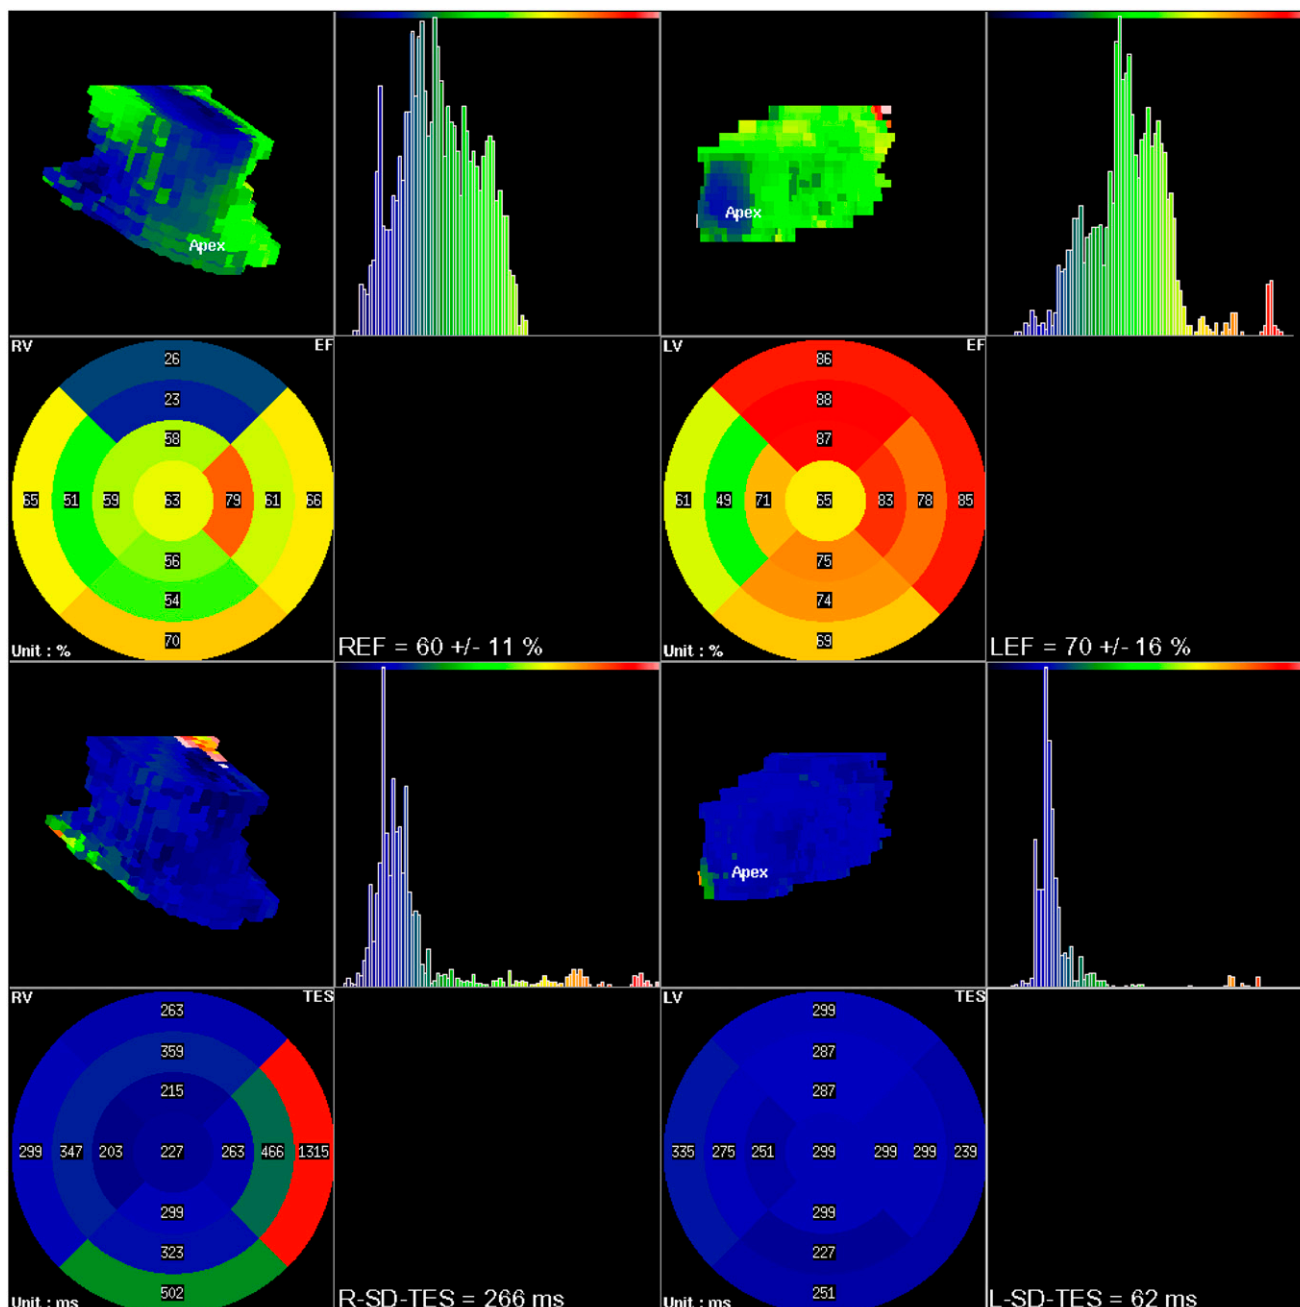 Apex
Apex
RV EF
26
23
58
65 51 59 63 79 61 66
56
54
70
Unit : %
REF = 60 +/- 11 %
LV EF
86
88
87
61 49 71 65 83 78 85
75
74
69
Unit : %
LEF = 70 +/- 16 %
Apex
RV TES
263
359
215
299 347 203 227 263 466 1315
299
323
502
Unit : ms
R-SD-TES = 266 ms
LV TES
299
287
287
335 275 251 299 299 299 239
299
227
251
Unit : ms
L-SD-TES = 62 ms